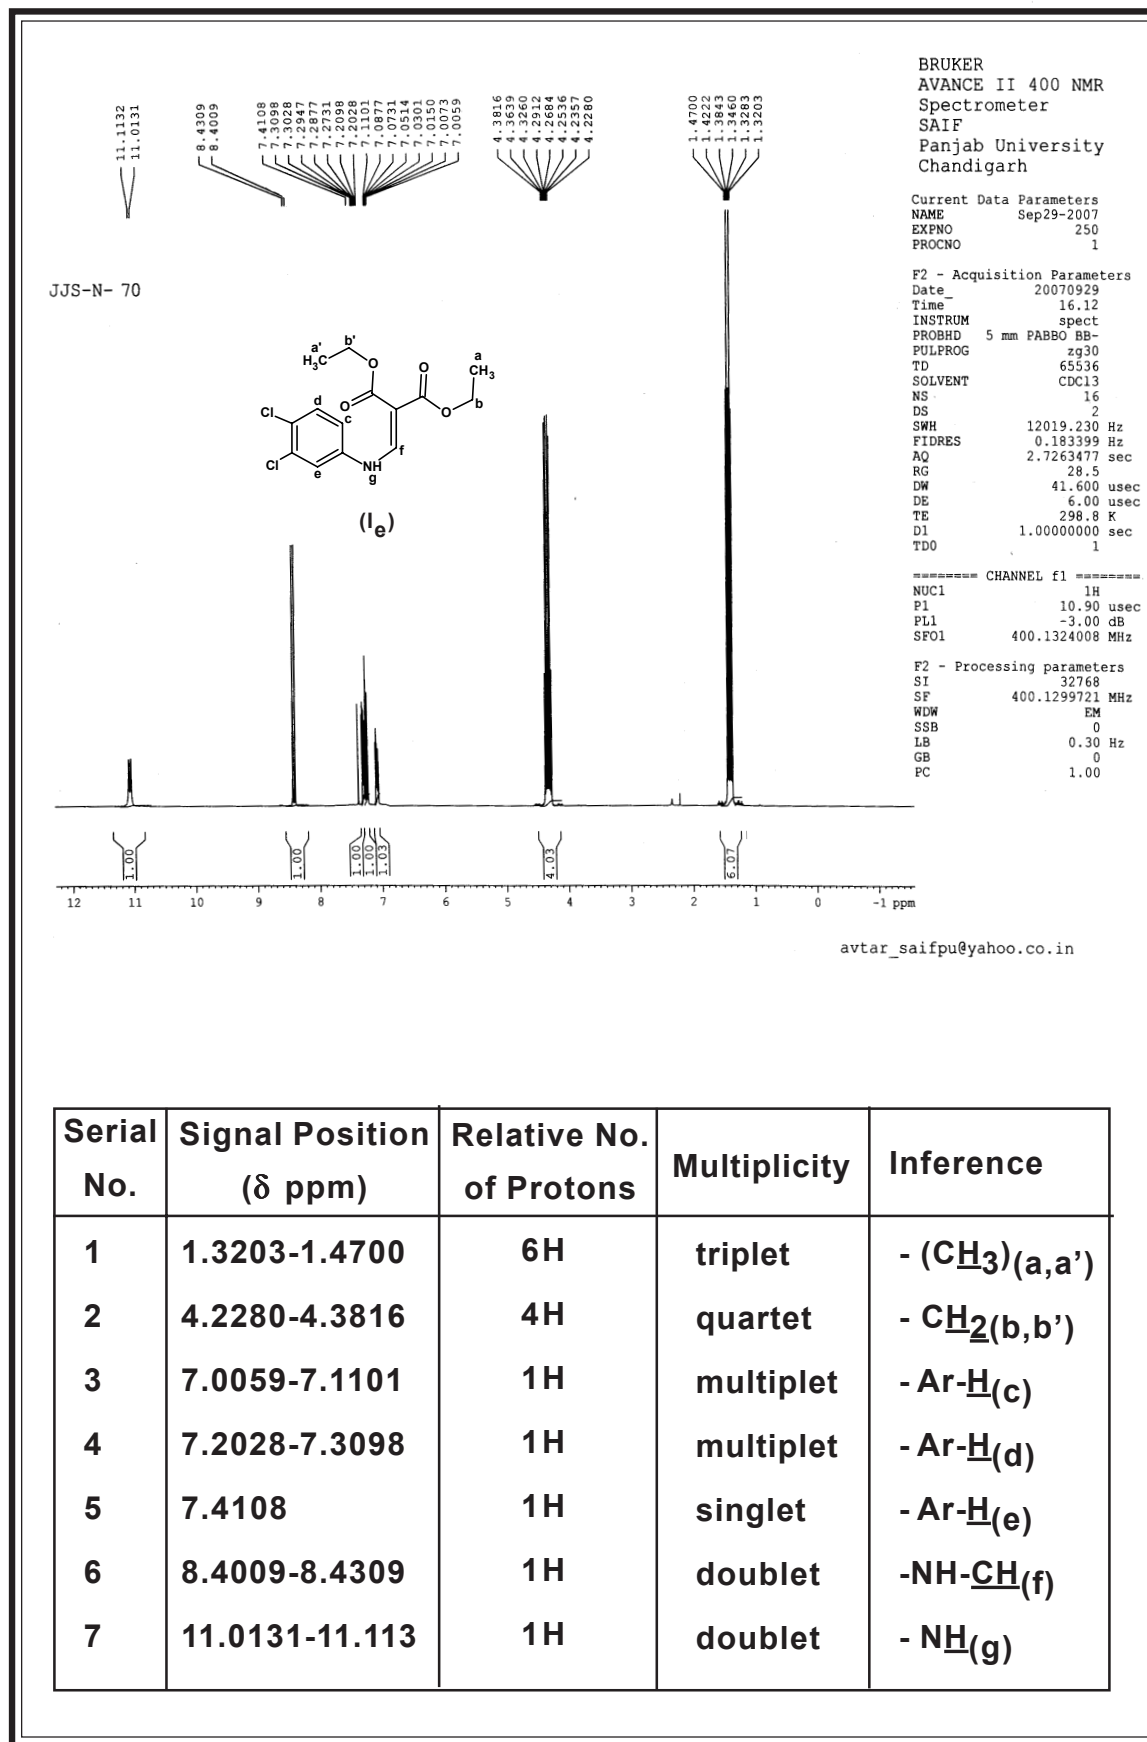 BRUKER
AVANCE II 400 NMR
Spectrometer
SAIF
Panjab University
Chandigarh
11.1132
11.0131
8.4309
8.4009
7.4108
7.3098
7.3028
7.2947
7.2877
7.2731
7.2098
7.2028
7.1101
7.0877
7.0731
7.0514
7.0301
7.0150
7.0073
7.0059
4.3816
4.3639
4.3260
4.2912
4.2684
4.2536
4.2357
4.2280
1.4700
1.4222
1.3843
1.3460
1.3283
1.3203
Current Data Parameters
NAME Sep29-2007
EXPNO 250
PROCNO 1
F2 - Acquisition Parameters
Date_ 20070929
Time 16.12
INSTRUM spect
PROBHD 5 mm PABBO BB-
PULPROG zg30
TD 65536
SOLVENT CDCl3
NS 16
DS 2
SWH 12019.230 Hz
FIDRES 0.183399 Hz
AQ 2.7263477 sec
RG 28.5
DW 41.600 usec
DE 6.00 usec
TE 298.8 K
D1 1.00000000 sec
TD0 1
======== CHANNEL f1 ========
NUC1 1H
P1 10.90 usec
PL1 -3.00 dB
SFO1 400.1324008 MHz
F2 - Processing parameters
SI 32768
SF 400.1299721 MHz
WDW EM
SSB 0
LB 0.30 Hz
GB 0
PC 1.00
JJS-N- 70
a' b'
H3C O a
O CH3
d O O b
Cl c
Cl f
e NH
g
(Ie)
1.00 1.00 1.00 1.00 1.03 4.03 6.07
12 11 10 9 8 7 6 5 4 3 2 1 0 -1 ppm
avtar_saifpu@yahoo.co.in
Serial No. Signal Position (δ ppm) Relative No. of Protons Multiplicity Inference
1 1.3203-1.4700 6H triplet - (CH3)(a,a')
2 4.2280-4.3816 4H quartet - CH2(b,b')
3 7.0059-7.1101 1H multiplet - Ar-H(c)
4 7.2028-7.3098 1H multiplet - Ar-H(d)
5 7.4108 1H singlet - Ar-H(e)
6 8.4009-8.4309 1H doublet -NH-CH(f)
7 11.0131-11.113 1H doublet - NH(g)